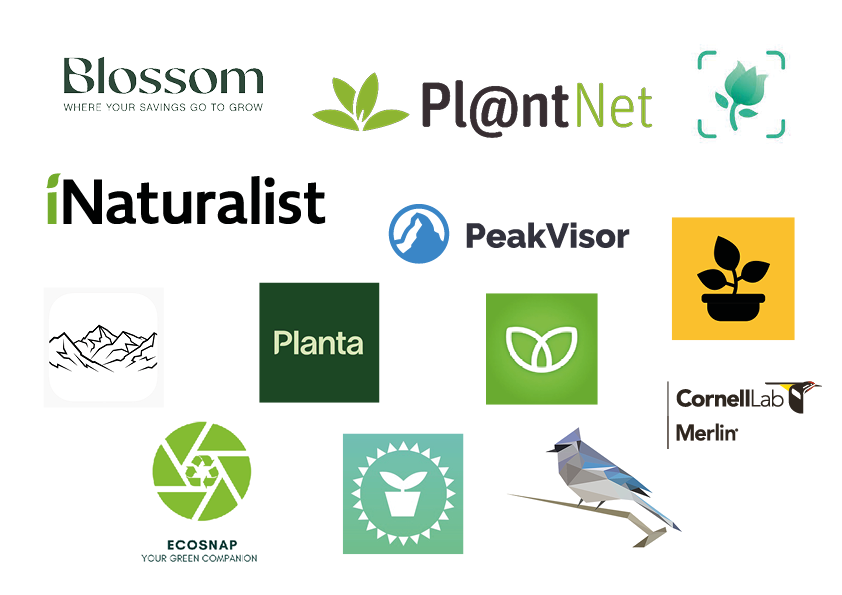 Blossom
WHERE YOUR SAVINGS GO TO GROW
Pl@ntNet
iNaturalist
PeakVisor
Planta
CornellLab
Merlin
ECOSNAP
YOUR GREEN COMPANION